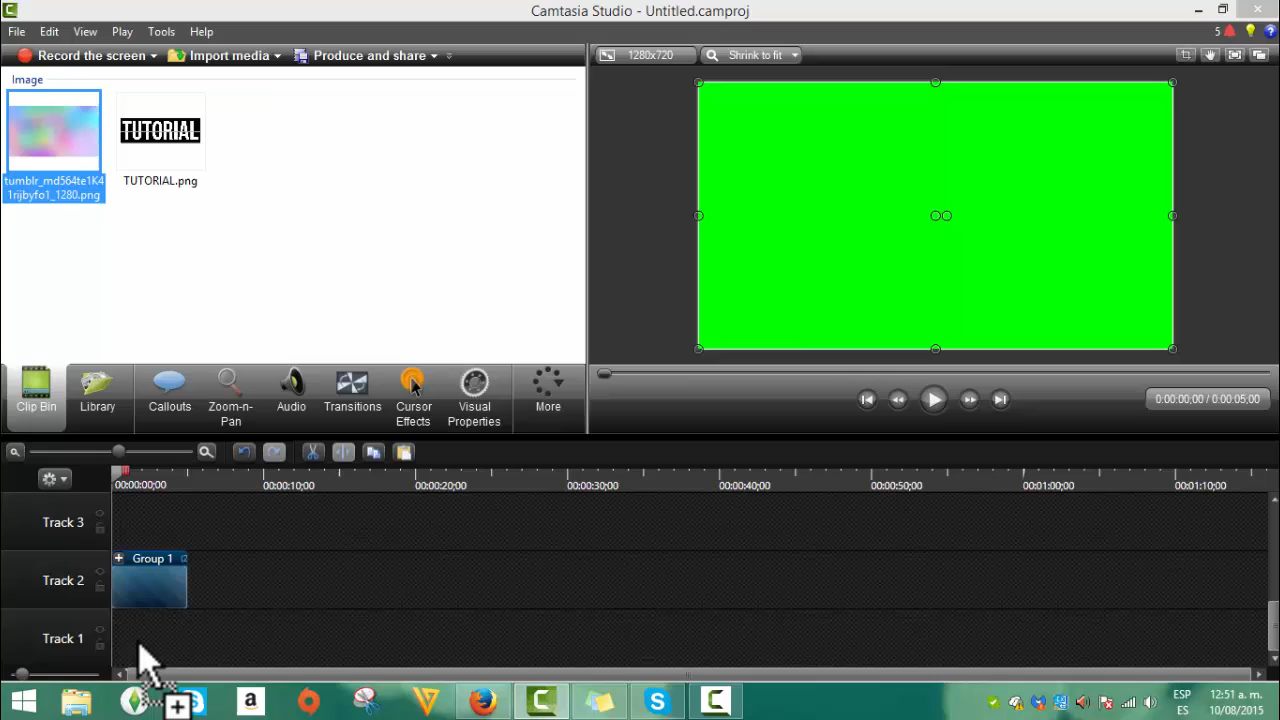 Camtasia Studio - Untitled.camproj
File Edit View Play Tools Help
5
Record the screen Import media Produce and share
1280x720 Shrink to fit
Image
TUTORIAL
tumblr_md564te1K4
1rijbyfo1_1280.png
TUTORIAL.png
Clip Bin Library Callouts Zoom-n-
Pan Audio Transitions Cursor
Effects Visual
Properties More
0:00:00;00 / 0:00:05;00
00:00:00;00 00:00:10;00 00:00:20;00 00:00:30;00 00:00:40;00 00:00:50;00 00:01:00;00 00:01:10;00
Track 3
Group 1
Track 2
Track 1
a
ESP
ES
12:51 a. m.
10/08/2015